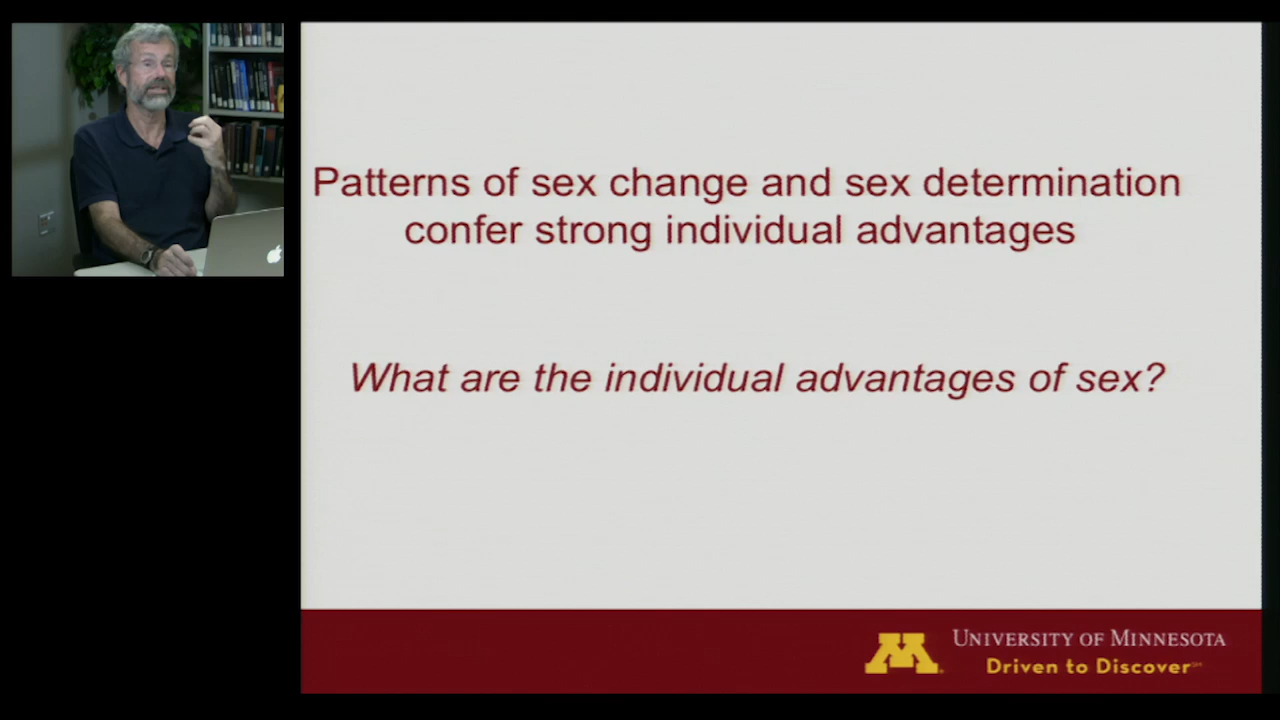 Patterns of sex change and sex determination
confer strong individual advantages
What are the individual advantages of sex?
UNIVERSITY OF MINNESOTA
Driven to Discover℠